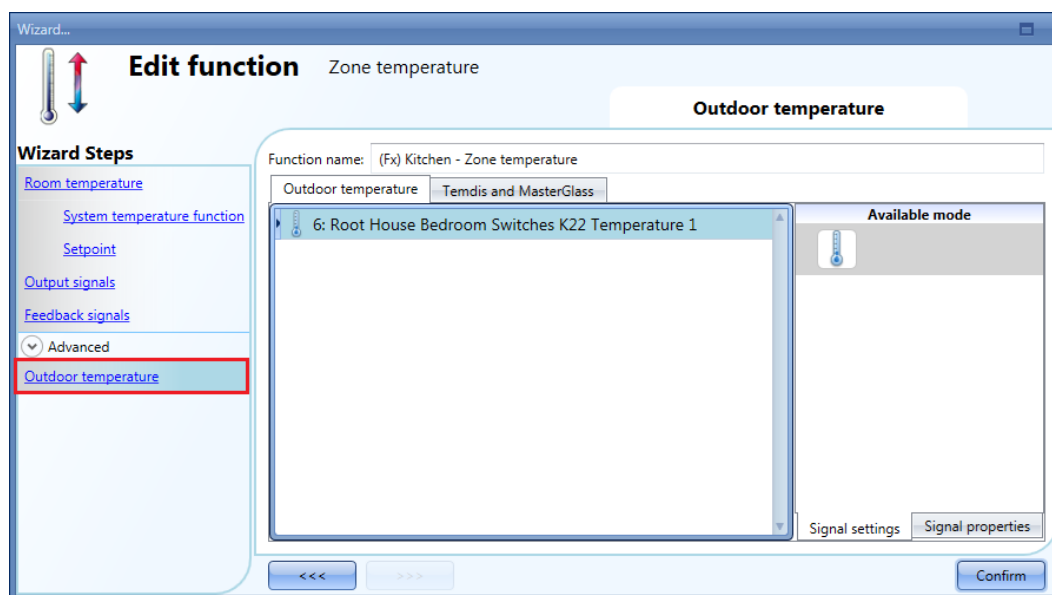 Wizard...
Edit function Zone temperature
Outdoor temperature
Wizard Steps
Room temperature
System temperature function
Setpoint
Output signals
Feedback signals
Advanced
Outdoor temperature
Function name: (Fx) Kitchen - Zone temperature
Outdoor temperature Temdis and MasterGlass
6: Root House Bedroom Switches K22 Temperature 1
Available mode
Signal settings Signal properties
<<< >>> Confirm